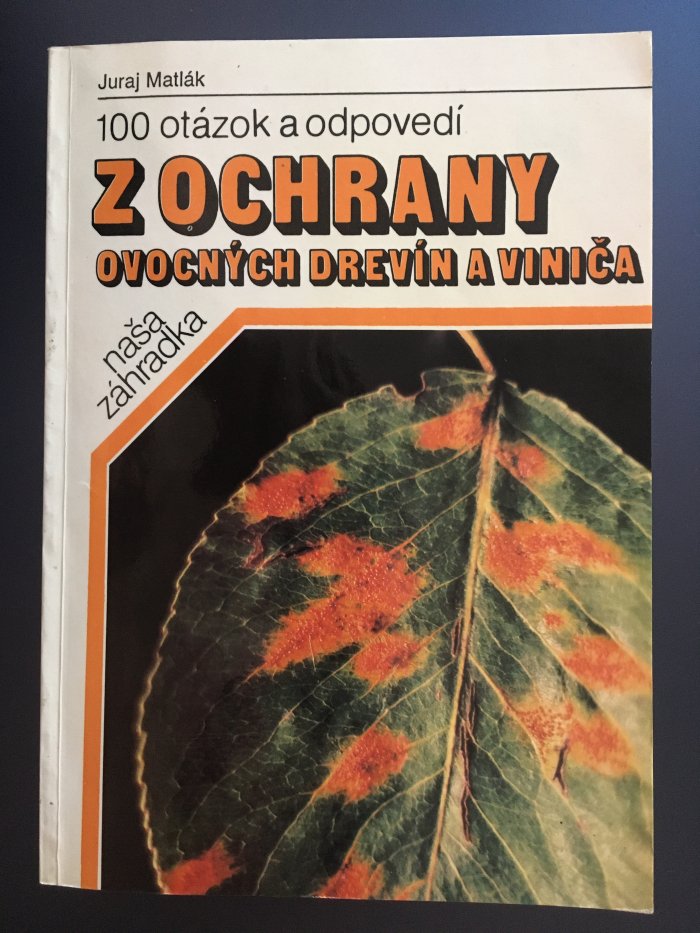 Juraj Matlák
100 otázok a odpovedí
Z OCHRANY
OVOCNÝCH DREVÍN A VINIČA
naša
záhradka